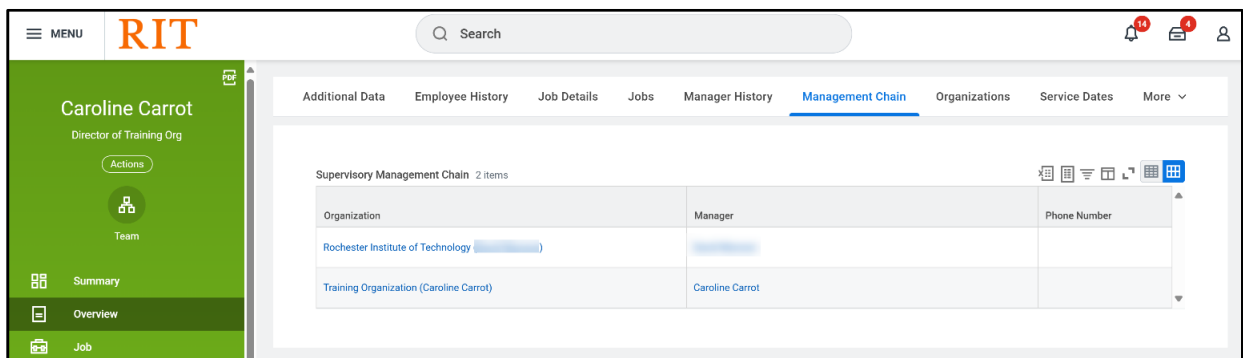 MENU
RIT
Search
14
4
PDF
Caroline Carrot
Director of Training Org
Actions
Team
Summary
Overview
Job
Additional Data Employee History Job Details Jobs Manager History Management Chain Organizations Service Dates More
Supervisory Management Chain 2 items
Organization Manager Phone Number
Rochester Institute of Technology ( )
Training Organization (Caroline Carrot) Caroline Carrot